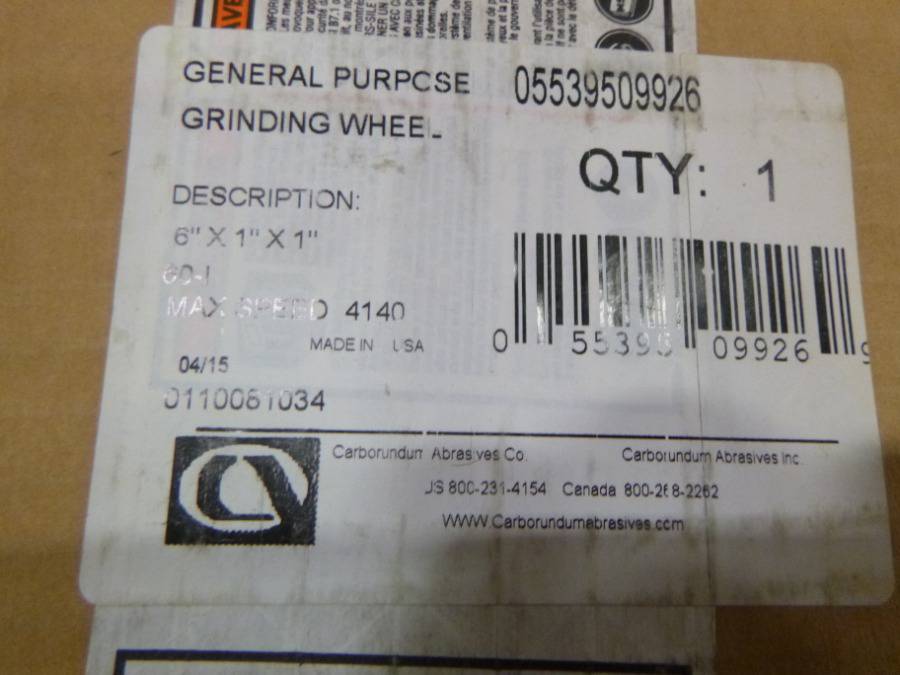 GENERAL PURPOSE
GRINDING WHEEL
05539509926
QTY: 1
DESCRIPTION:
6" X 1" X 1"
MAX SPEED 4140
MADE IN USA
04/15
0110081034
0 55395 09926 9
Carborundum Abrasives Co.
Carborundum Abrasives Inc.
US 800-231-4154 Canada 800-268-2262
WWW.Carborundumabrasives.com